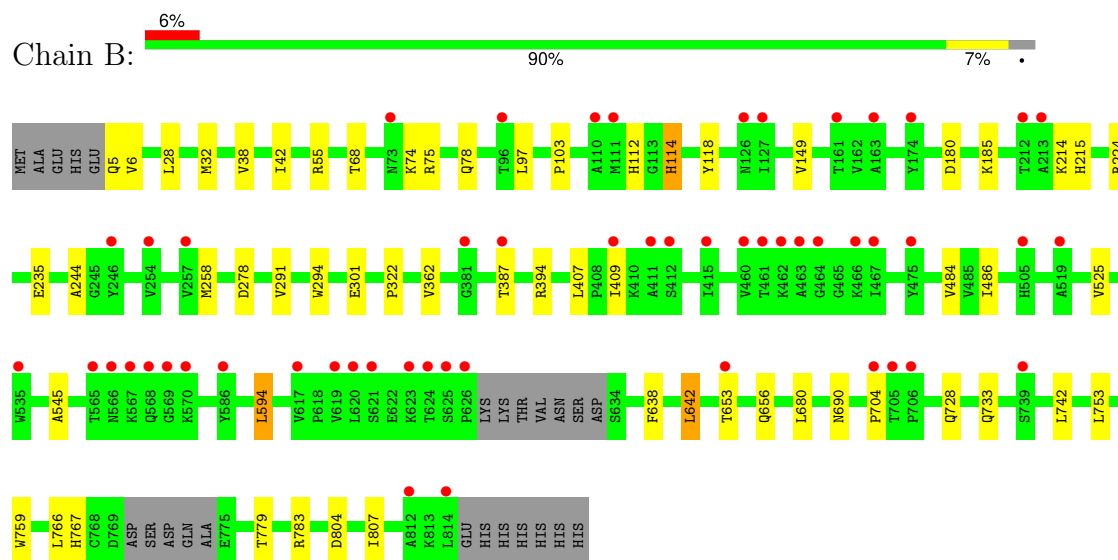 6%
Chain B:
90% 7% •
MET ALA GLU HIS GLU Q5 V6 L28 M32 V38 I42 R55 T68 N73 K74 R75 Q78 T96 L97 P103 A110 M111 H112 G113 H114 Y118 N126 I127 V149 T161 V162 A163 Y174 D180 K185 T212 A213 K214 H215
E235 A244 G245 Y246 V254 V257 M258 D278 V291 W294 E301 P322 V362 G381 T387 R394 L407 P408 I409 K410 A411 S412 I415 V460 T461 K462 A463 G464 G465 K466 I467 Y475 V484 V485 I486 H505 A519 V525
W535 A545 T565 N566 K567 Q568 G569 K570 Y586 L594 V617 P618 V619 L620 S621 E622 K623 T624 S625 P626 LYS LYS THR VAL ASN SER ASP S634 F638 L642 T653 Q656 L680 N690 P704 T705 P706 Q728 Q733 S739 L742 L753
W759 L766 H767 C768 D769 ASP SER ASP GLN ALA E775 T779 R783 D804 I807 A812 K813 L814 GLU HIS HIS HIS HIS HIS HIS